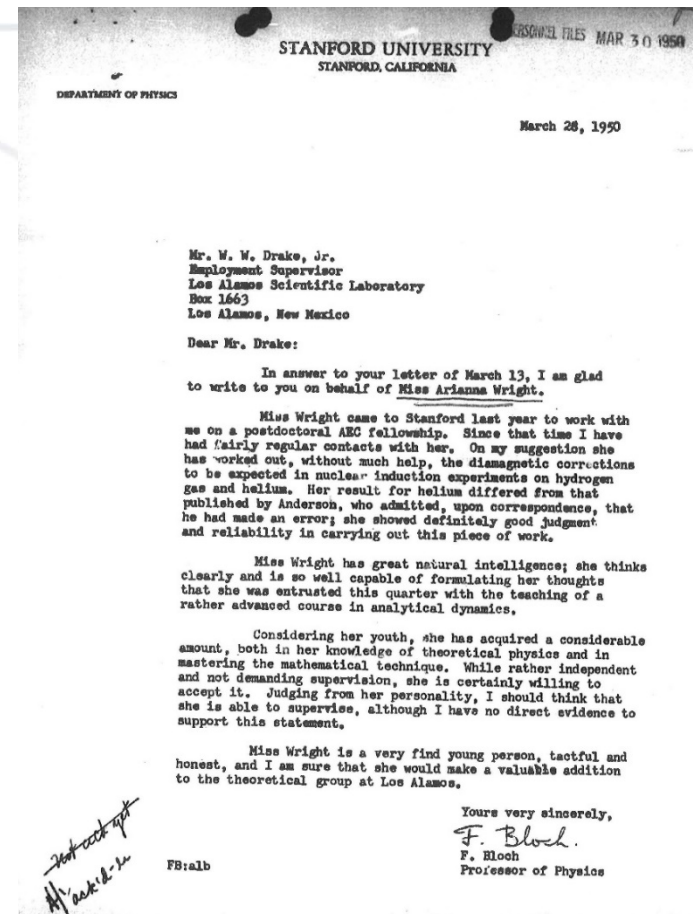 PERSONNEL FILES MAR 30 1950
STANFORD UNIVERSITY
STANFORD, CALIFORNIA
DEPARTMENT OF PHYSICS
March 28, 1950
Mr. W. W. Drake, Jr.
Employment Supervisor
Los Alamos Scientific Laboratory
Box 1663
Los Alamos, New Mexico
Dear Mr. Drake:
In answer to your letter of March 13, I am glad
to write to you on behalf of Miss Arianna Wright.
Miss Wright came to Stanford last year to work with
me on a postdoctoral AEC fellowship. Since that time I have
had fairly regular contacts with her. On my suggestion she
has worked out, without much help, the diamagnetic corrections
to be expected in nuclear induction experiments on hydrogen
gas and helium. Her result for helium differed from that
published by Anderson, who admitted, upon correspondence, that
he had made an error; she showed definitely good judgment
and reliability in carrying out this piece of work.
Miss Wright has great natural intelligence; she thinks
clearly and is so well capable of formulating her thoughts
that she was entrusted this quarter with the teaching of a
rather advanced course in analytical dynamics.
Considering her youth, she has acquired a considerable
amount, both in her knowledge of theoretical physics and in
mastering the mathematical technique. While rather independent
and not demanding supervision, she is certainly willing to
accept it. Judging from her personality, I should think that
she is able to supervise, although I have no direct evidence to
support this statement.
Miss Wright is a very find young person, tactful and
honest, and I am sure that she would make a valuable addition
to the theoretical group at Los Alamos.
Yours very sincerely,
F. Bloch.
F. Bloch
Professor of Physics
FB:alb